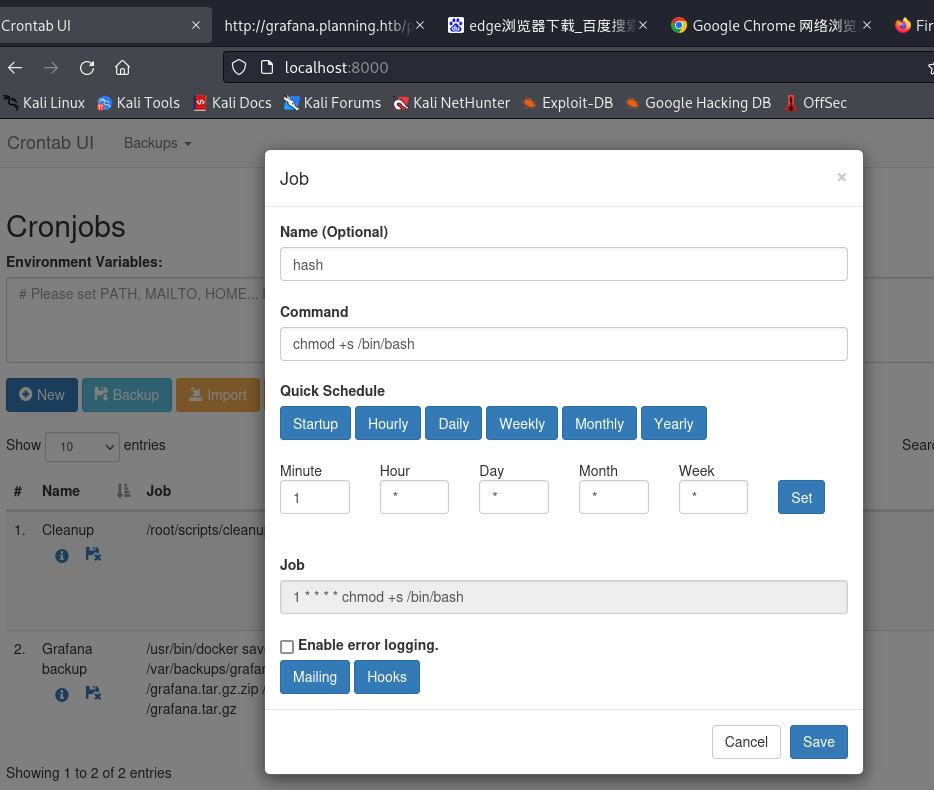 Crontab UI
http://grafana.planning.htb/p
edge浏览器下载_百度搜索
Google Chrome 网络浏览
Fir
localhost:8000
Kali Linux Kali Tools Kali Docs Kali Forums Kali NetHunter Exploit-DB Google Hacking DB OffSec
Crontab UI Backups
Cronjobs
Environment Variables:
# Please set PATH, MAILTO, HOME...
New Backup Import
Show 10 entries
Searc
# Name Job
1. Cleanup /root/scripts/cleanu
2. Grafana backup
/usr/bin/docker sav
/var/backups/grafan
/grafana.tar.gz.zip /
/grafana.tar.gz
Showing 1 to 2 of 2 entries
Job ×
Name (Optional)
hash
Command
chmod +s /bin/bash
Quick Schedule
Startup Hourly Daily Weekly Monthly Yearly
Minute Hour Day Month Week
1 * * * * Set
Job
1 * * * * chmod +s /bin/bash
Enable error logging.
Mailing Hooks
Cancel Save